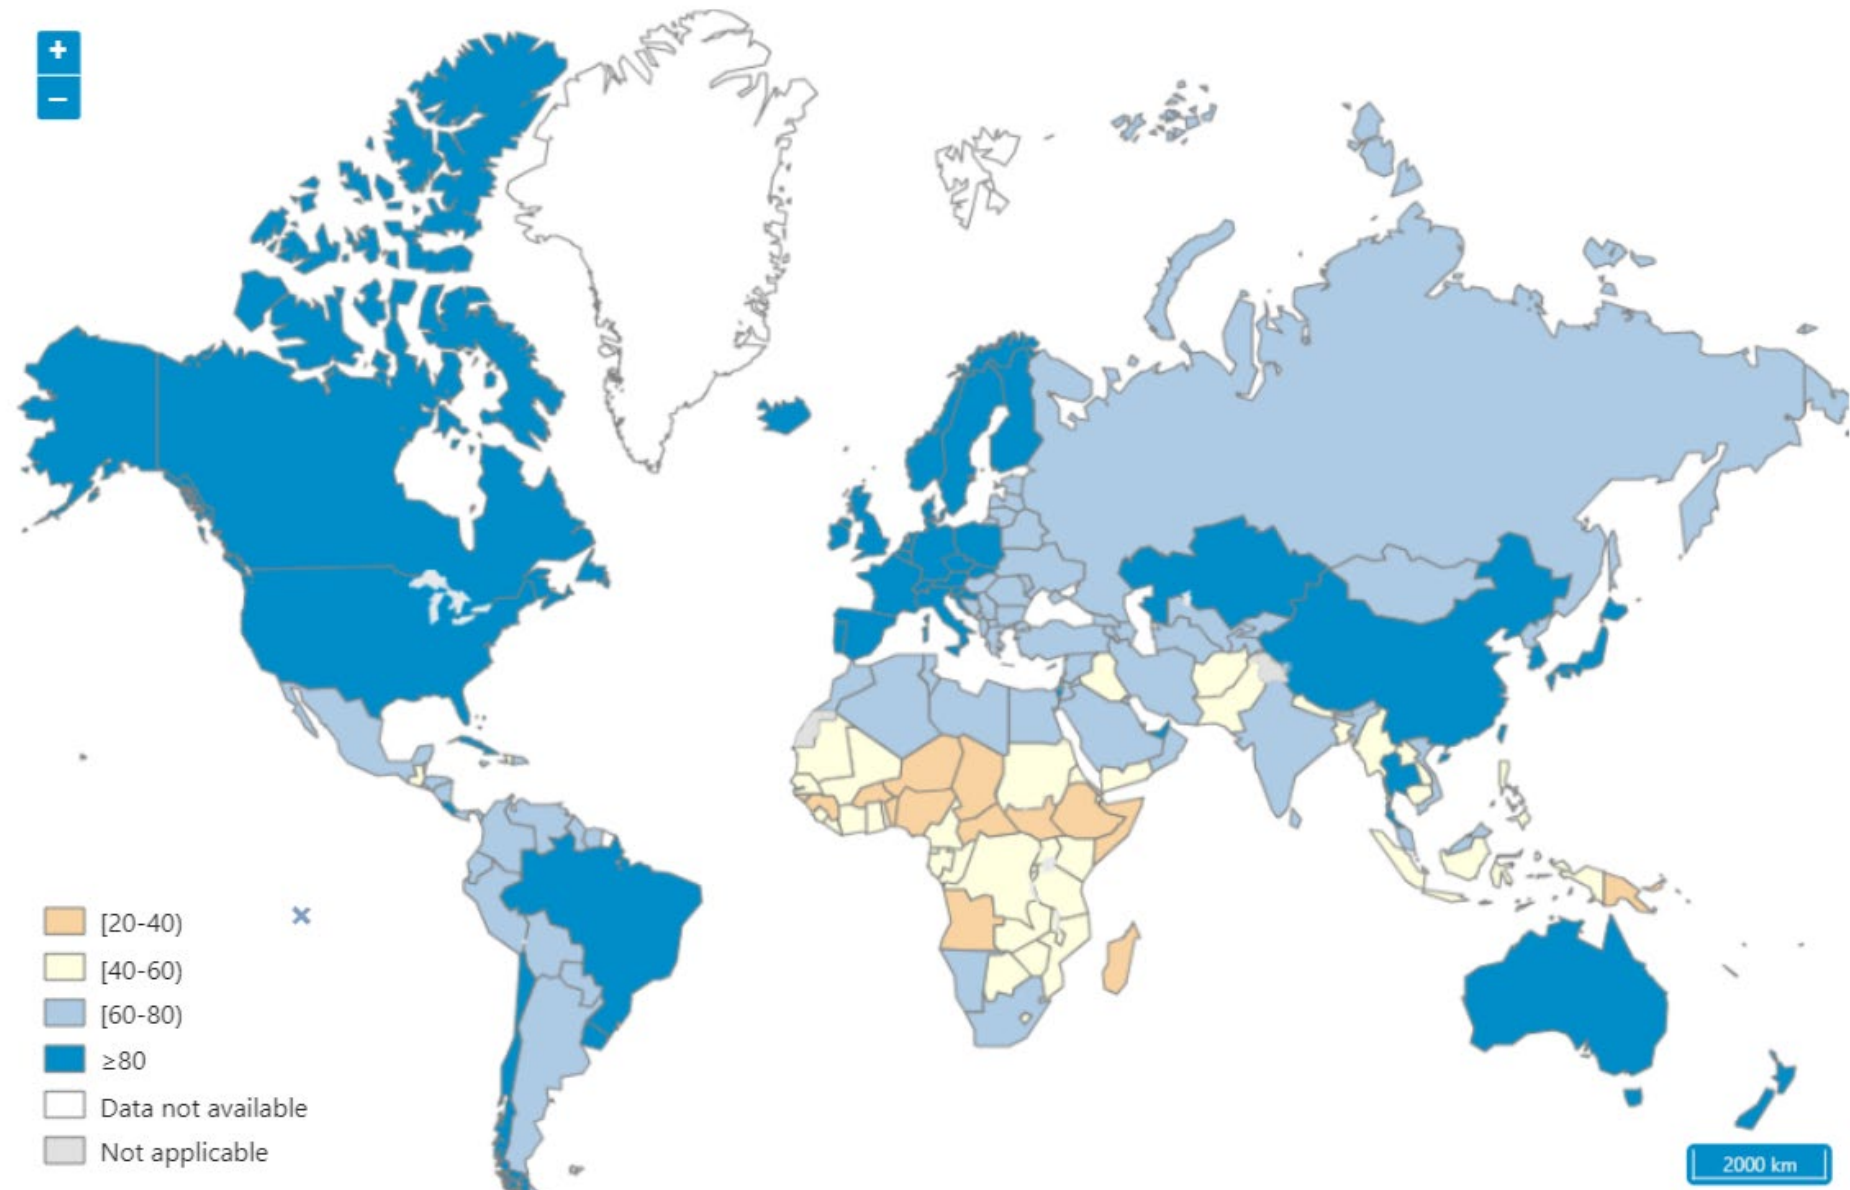 +
−
[20-40)
[40-60)
[60-80)
≥80
Data not available
Not applicable
2000 km